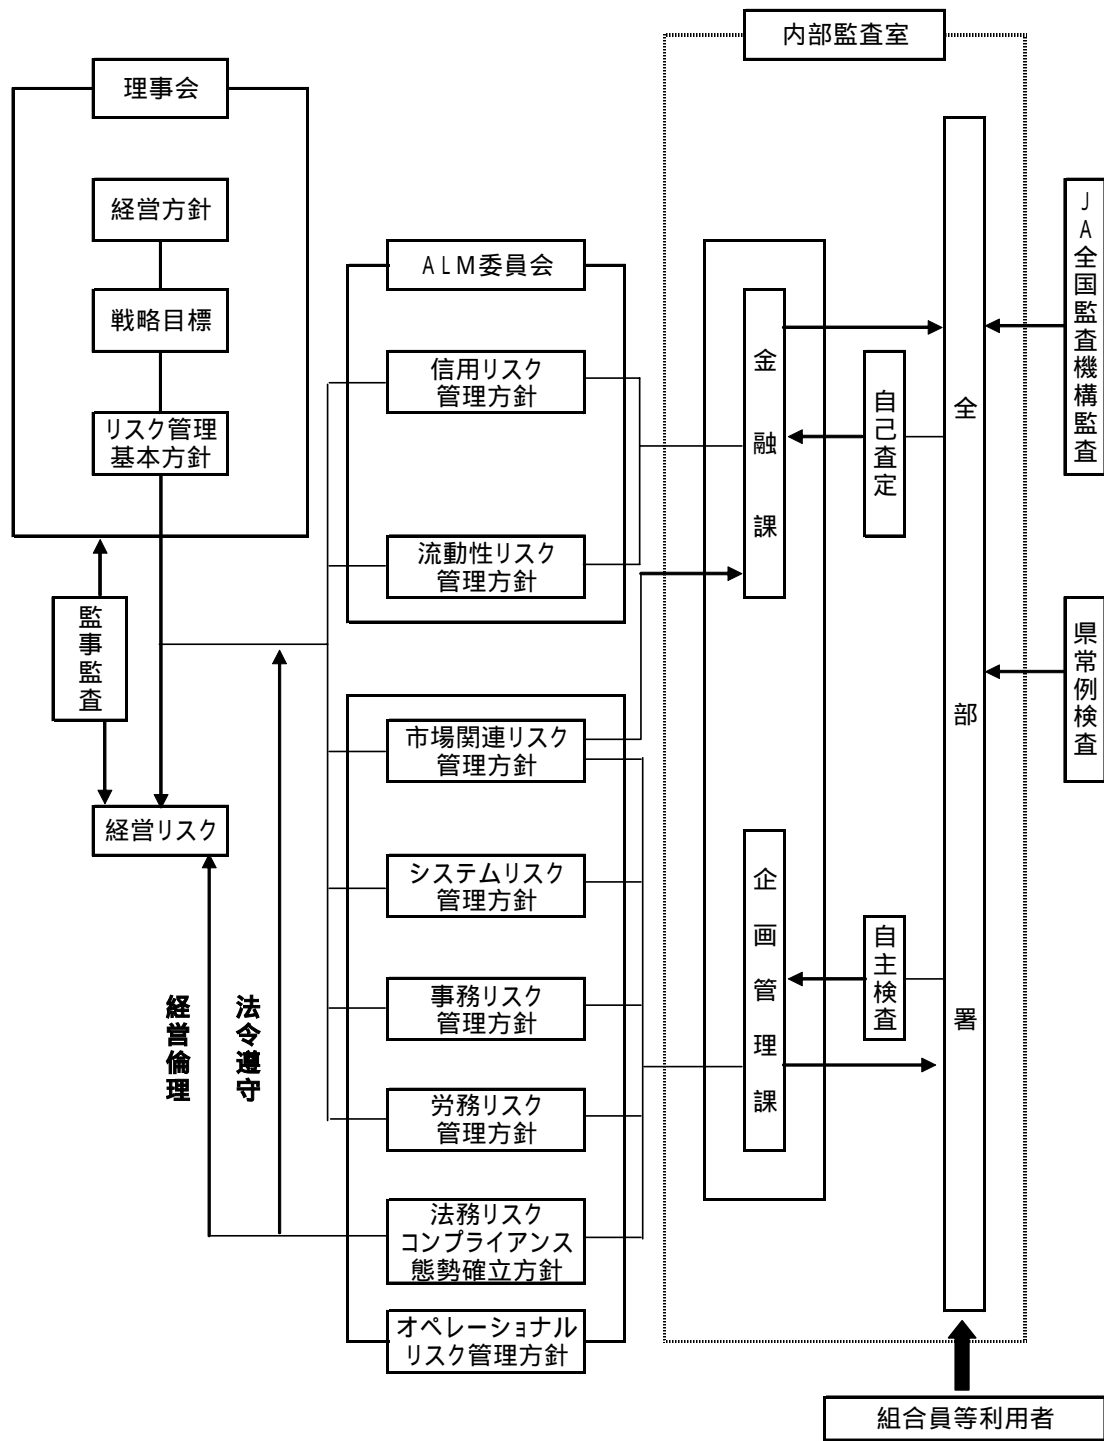 内部監査室
理事会
経営方針
戦略目標
リスク管理
基本方針
監事監査
経営リスク
経営倫理
法令遵守
ALM委員会
信用リスク
管理方針
流動性リスク
管理方針
市場関連リスク
管理方針
システムリスク
管理方針
事務リスク
管理方針
労務リスク
管理方針
法務リスク
コンプライアンス
態勢確立方針
オペレーショナル
リスク管理方針
金融課
企画管理課
自己査定
自主検査
全部署
JA全国監査機構監査
県常例検査
組合員等利用者